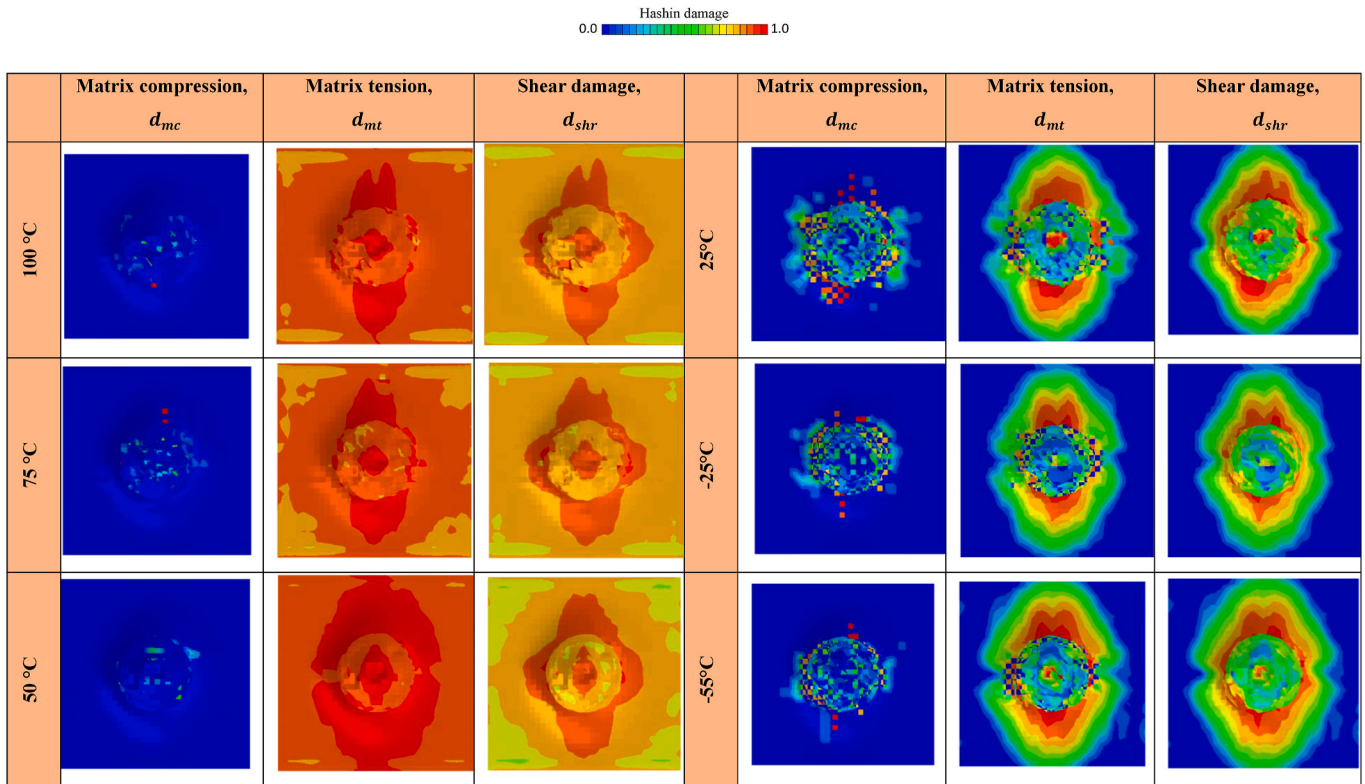 Hashin damage
0.0 1.0
Matrix compression, Matrix tension, Shear damage, Matrix compression, Matrix tension, Shear damage,
d_mc d_mt d_shr d_mc d_mt d_shr
100 °C 25°C
75 °C -25°C
50 °C -55°C